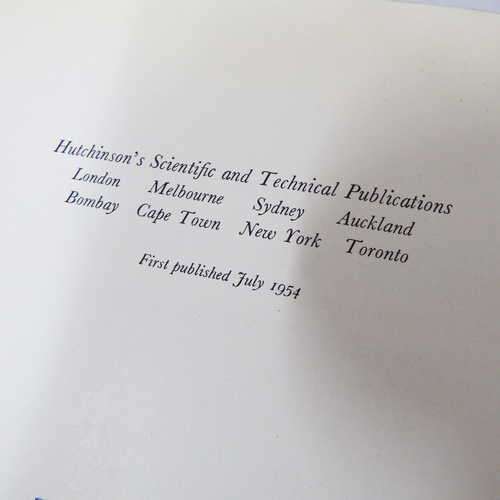 Hutchinson's Scientific and Technical Publications
London Melbourne Sydney Auckland
Bombay Cape Town New York Toronto
First published July 1954